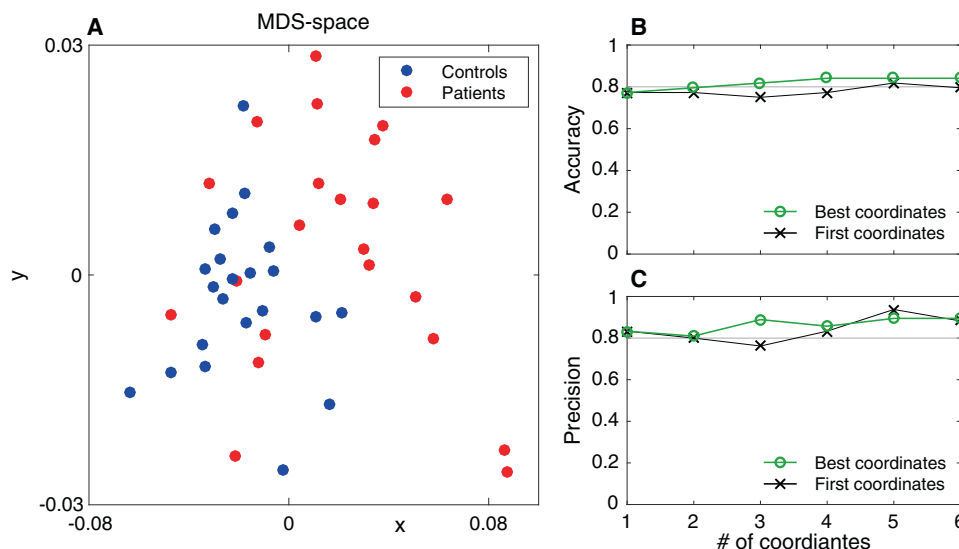 A
MDS-space
0.03
0
-0.03
y
-0.08
0
0.08
x
Controls
Patients
B
1
0.8
0.6
0.4
0.2
0
Accuracy
Best coordinates
First coordinates
C
1
0.8
0.6
0.4
0.2
0
Precision
Best coordinates
First coordinates
1 2 3 4 5 6
# of coordiantes